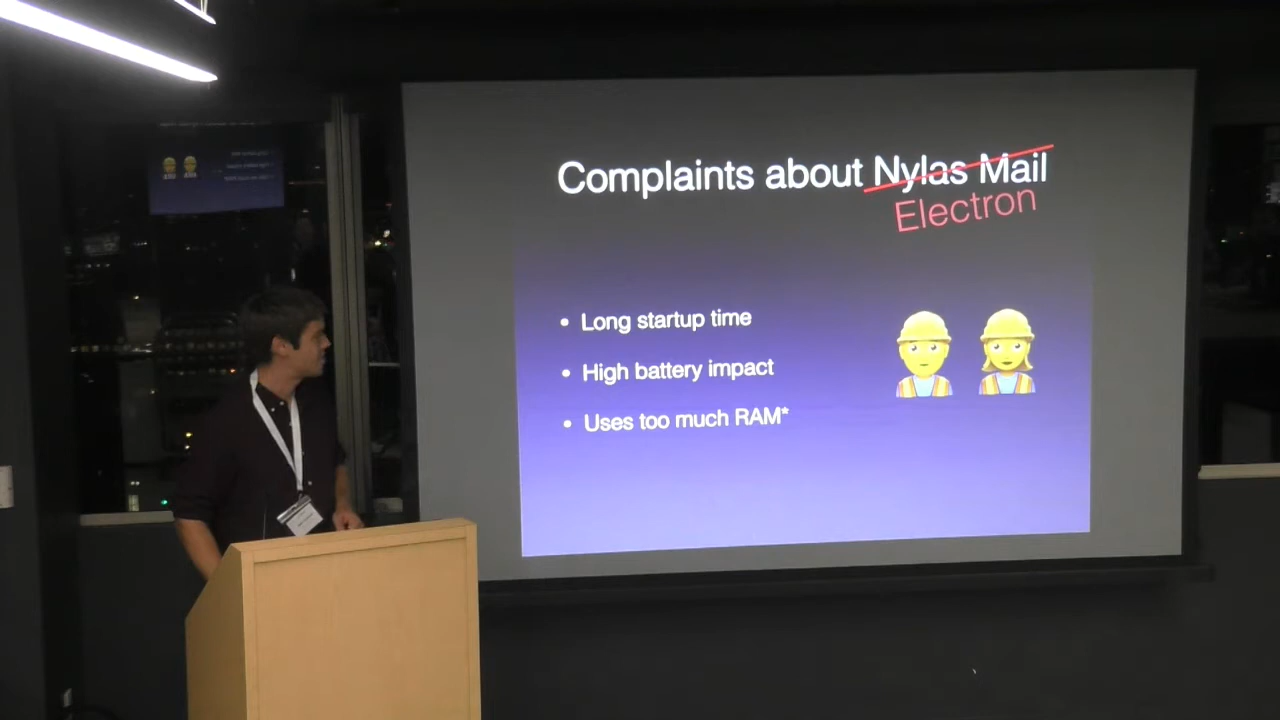 Complaints about Nylas Mail
Electron
• Long startup time
• High battery impact
• Uses too much RAM*